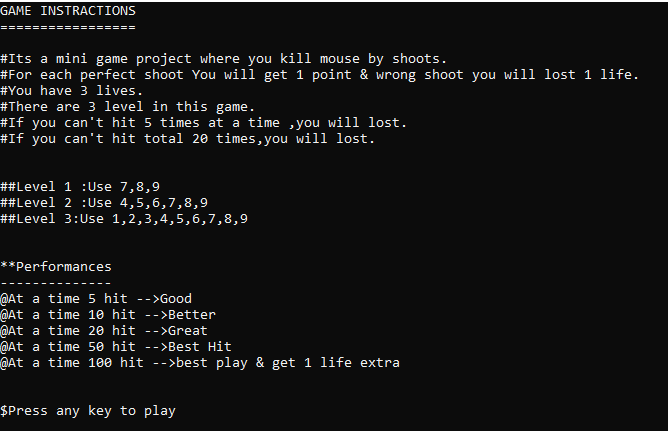 GAME INSTRACTIONS
=================
#Its a mini game project where you kill mouse by shoots.
#For each perfect shoot You will get 1 point & wrong shoot you will lost 1 life.
#You have 3 lives.
#There are 3 level in this game.
#If you can't hit 5 times at a time ,you will lost.
#If you can't hit total 20 times,you will lost.
##Level 1 :Use 7,8,9
##Level 2 :Use 4,5,6,7,8,9
##Level 3:Use 1,2,3,4,5,6,7,8,9
**Performances
--------------
@At a time 5 hit -->Good
@At a time 10 hit -->Better
@At a time 20 hit -->Great
@At a time 50 hit -->Best Hit
@At a time 100 hit -->best play & get 1 life extra
$Press any key to play